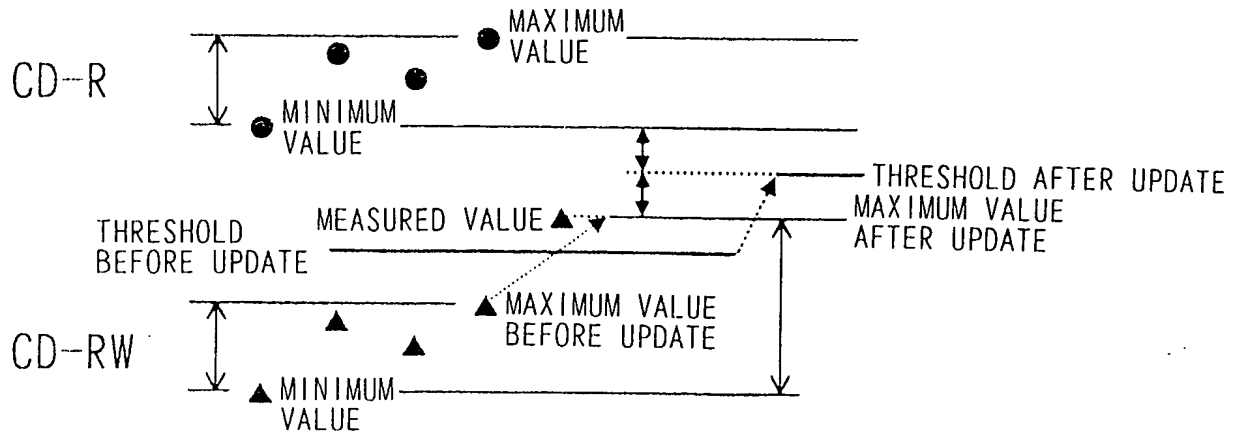 MAXIMUM
VALUE
CD-R
MINIMUM
VALUE
THRESHOLD AFTER UPDATE
MEASURED VALUE
MAXIMUM VALUE
AFTER UPDATE
THRESHOLD
BEFORE UPDATE
MAXIMUM VALUE
BEFORE UPDATE
CD-RW
MINIMUM
VALUE